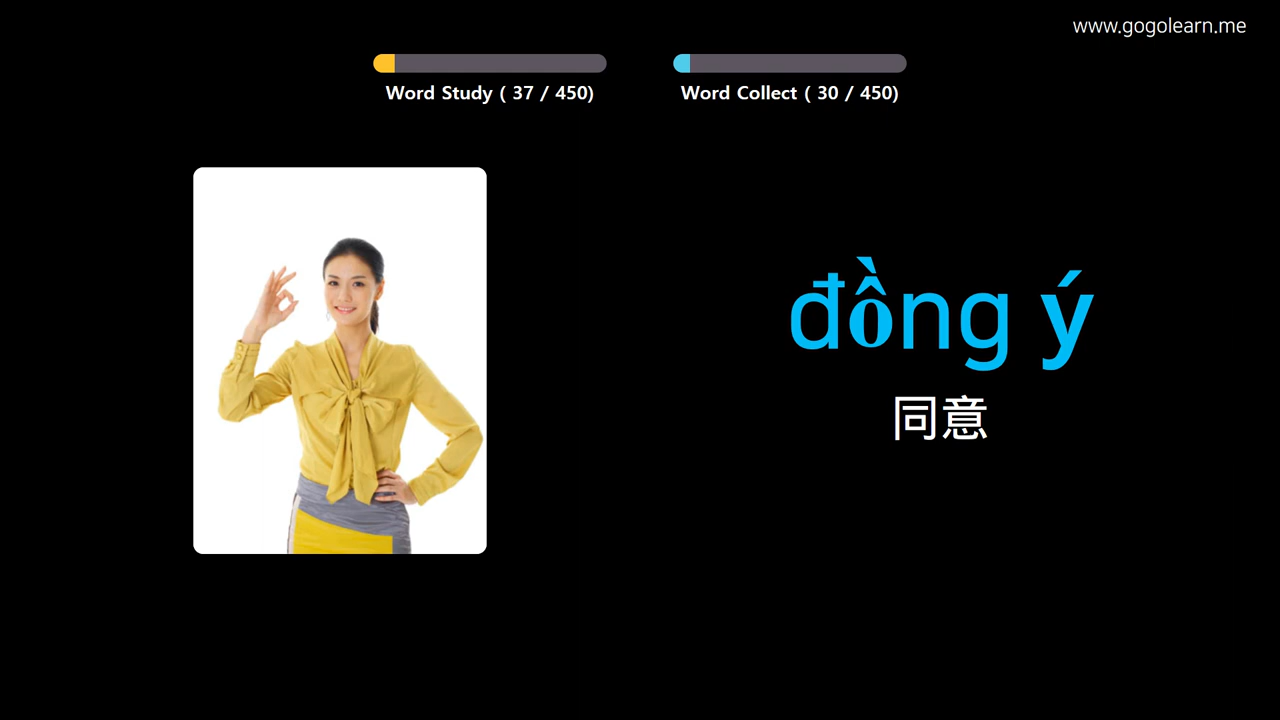 www.gogolearn.me
Word Study ( 37 / 450)
Word Collect ( 30 / 450)
đồng ý
同意